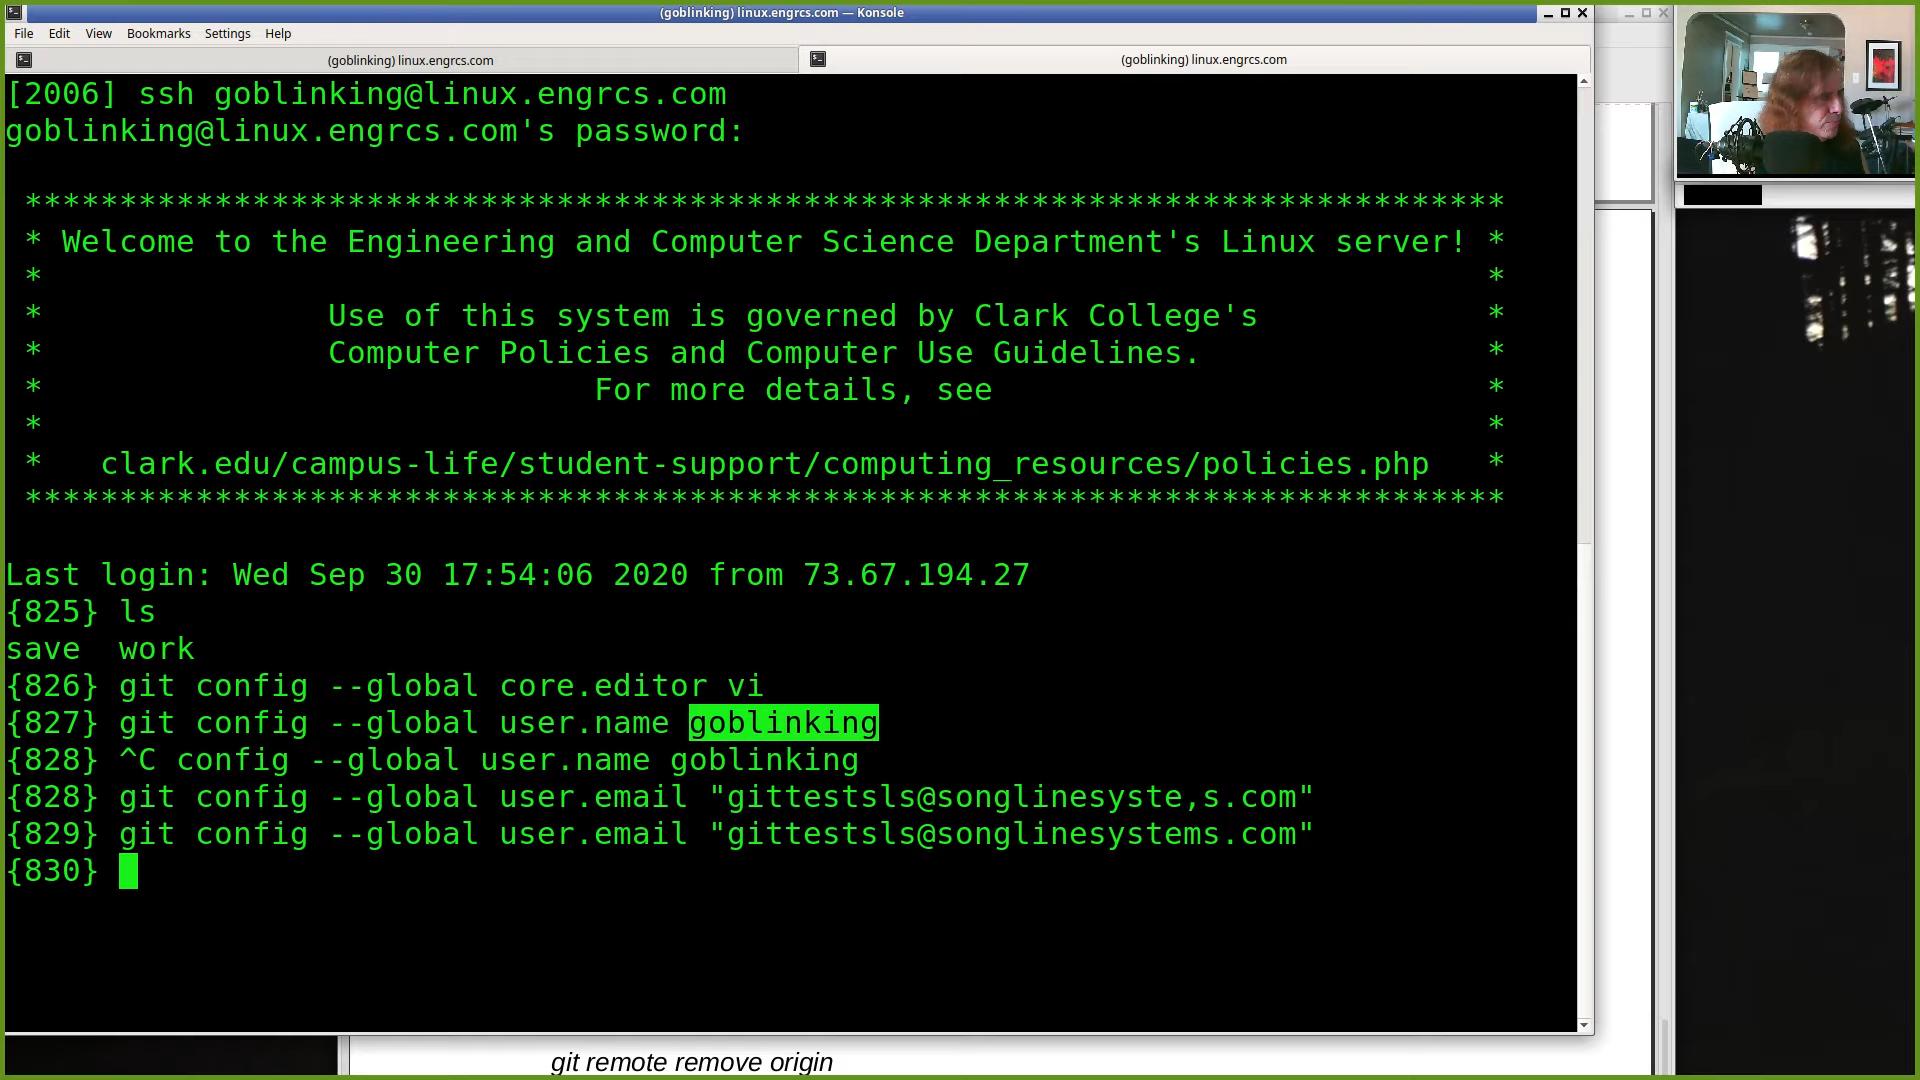 (goblinking) linux.engrcs.com — Konsole
File Edit View Bookmarks Settings Help
(goblinking) linux.engrcs.com (goblinking) linux.engrcs.com
[2006] ssh goblinking@linux.engrcs.com
goblinking@linux.engrcs.com's password:
******************************************************************************
* Welcome to the Engineering and Computer Science Department's Linux server! *
* *
* Use of this system is governed by Clark College's *
* Computer Policies and Computer Use Guidelines. *
* For more details, see *
* *
* clark.edu/campus-life/student-support/computing_resources/policies.php *
******************************************************************************
Last login: Wed Sep 30 17:54:06 2020 from 73.67.194.27
{825} ls
save work
{826} git config --global core.editor vi
{827} git config --global user.name goblinking
{828} ^C config --global user.name goblinking
{828} git config --global user.email "gittestsls@songlinesyste,s.com"
{829} git config --global user.email "gittestsls@songlinesystems.com"
{830}
git remote remove origin